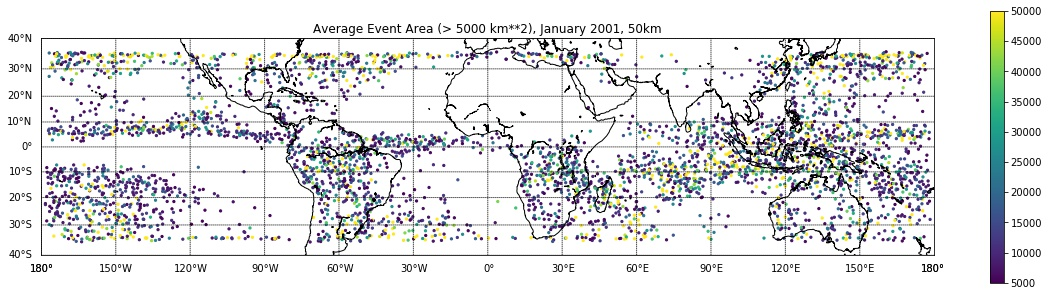 Average Event Area (> 5000 km**2), January 2001, 50km
40°N
30°N
20°N
10°N
0°
10°S
20°S
30°S
40°S
180° 150°W 120°W 90°W 60°W 30°W 0° 30°E 60°E 90°E 120°E 150°E 180°
50000
45000
40000
35000
30000
25000
20000
15000
10000
5000